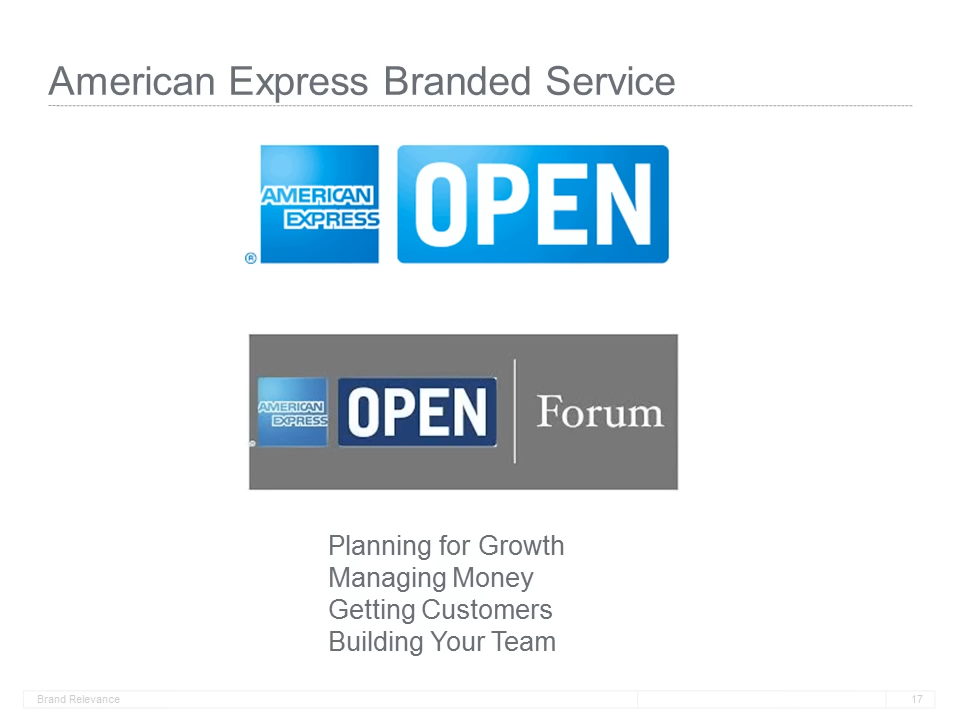 American Express Branded Service
AMERICAN
EXPRESS
®
OPEN
AMERICAN
EXPRESS
®
OPEN
Forum
Planning for Growth
Managing Money
Getting Customers
Building Your Team
Brand Relevance
17